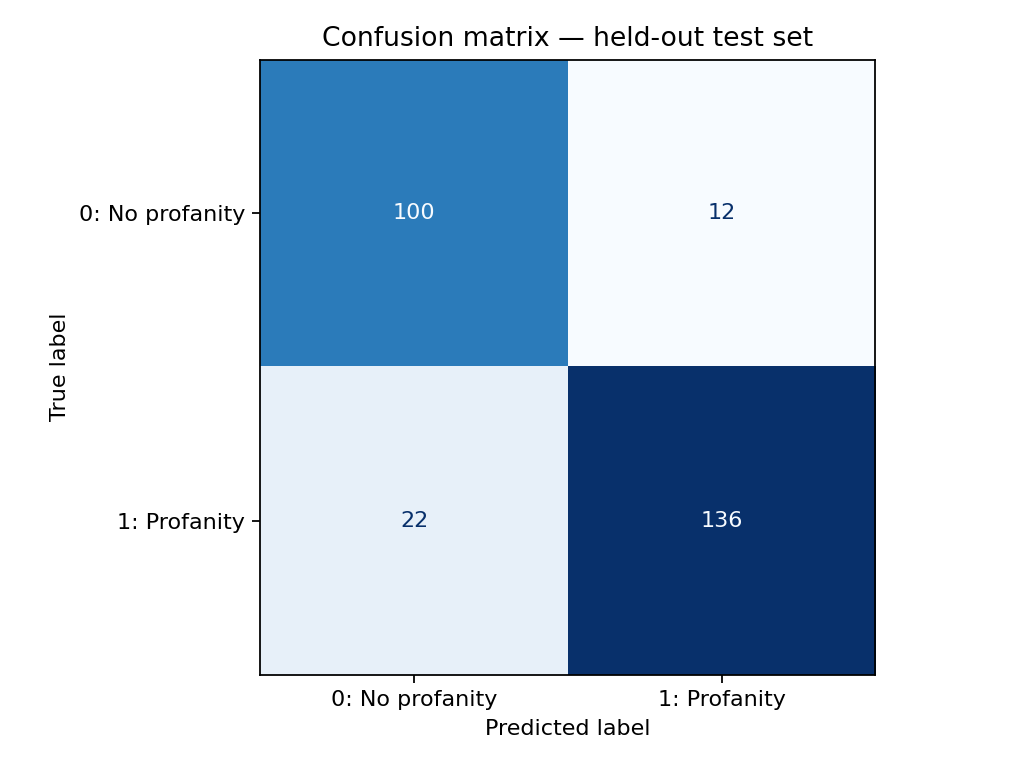 Confusion matrix — held-out test set
0: No profanity
100
12
True label
1: Profanity
22
136
0: No profanity
1: Profanity
Predicted label